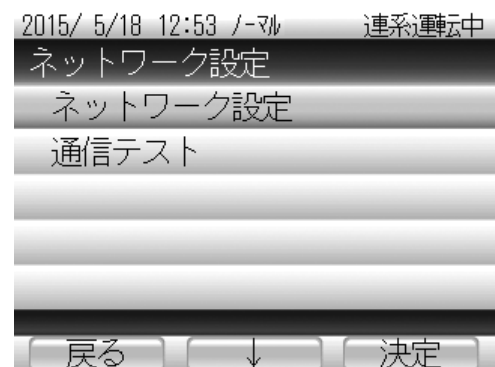 2015/ 5/18 12:53 ﾉｰﾏﾙ 連系運転中
ネットワーク設定
ネットワーク設定
通信テスト
戻る ↓ 決定